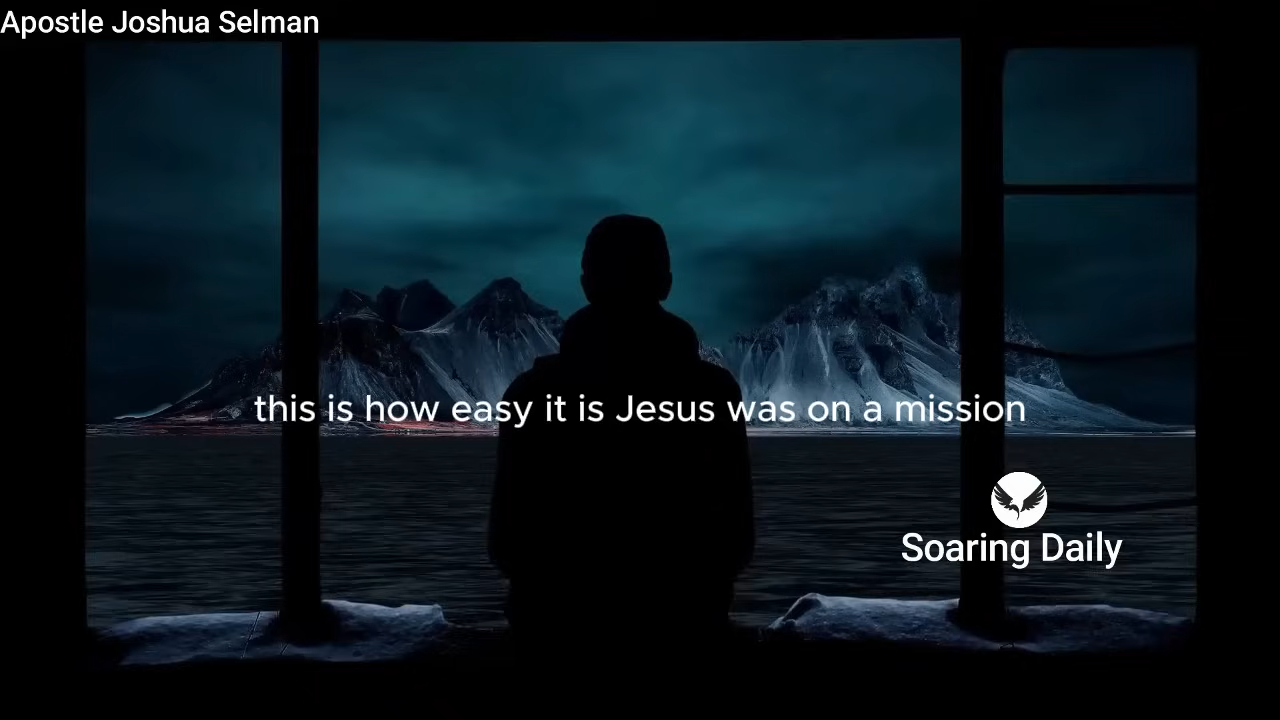 Apostle Joshua Selman
this is how easy it is Jesus was on a mission
Soaring Daily